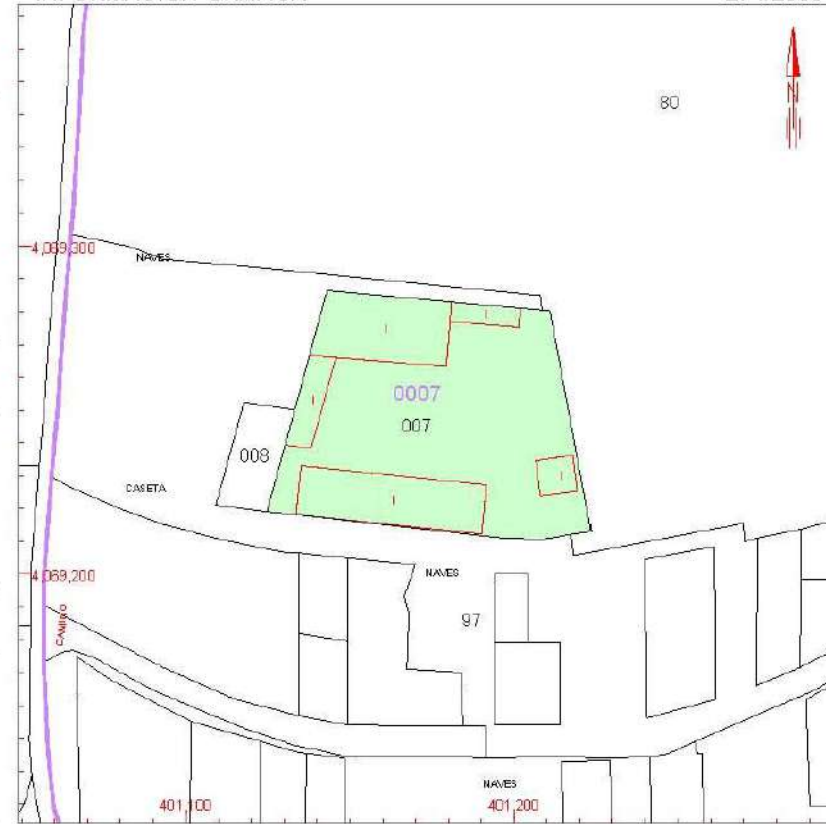 80
N
4,069,300
NAVES
0007
007
008
I
I
I
I
I
CASETA
NAVES
4,069,200
97
CAMINO
NAVES
401,100
401,200